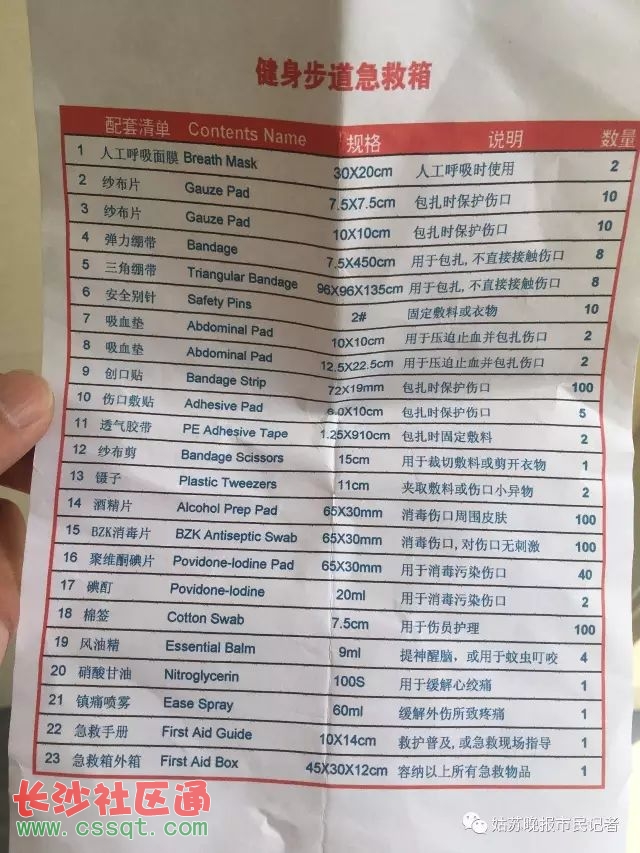 健身步道急救箱
配套清单 Contents Name 规格 说明 数量
1 人工呼吸面膜 Breath Mask 30X20cm 人工呼吸时使用 2
2 纱布片 Gauze Pad 7.5X7.5cm 包扎时保护伤口 10
3 纱布片 Gauze Pad 10X10cm 包扎时保护伤口 10
4 弹力绷带 Bandage 7.5X450cm 用于包扎,不直接接触伤口 8
5 三角绷带 Triangular Bandage 96X96X135cm 用于包扎,不直接接触伤口 8
6 安全别针 Safety Pins 2# 固定敷料或衣物 10
7 吸血垫 Abdominal Pad 10X10cm 用于压迫止血并包扎伤口 2
8 吸血垫 Abdominal Pad 12.5X22.5cm 用于压迫止血并包扎伤口 2
9 创口贴 Bandage Strip 72X19mm 包扎时保护伤口 100
10 伤口敷贴 Adhesive Pad 6.0X10cm 包扎时保护伤口 5
11 透气胶带 PE Adhesive Tape 1.25X910cm 包扎时固定敷料 2
12 纱布剪 Bandage Scissors 15cm 用于裁切敷料或剪开衣物 1
13 镊子 Plastic Tweezers 11cm 夹取敷料或伤口小异物 2
14 酒精片 Alcohol Prep Pad 65X30mm 消毒伤口周围皮肤 100
15 BZK消毒片 BZK Antiseptic Swab 65X30mm 消毒伤口,对伤口无刺激 100
16 聚维酮碘片 Povidone-Iodine Pad 65X30mm 用于消毒污染伤口 40
17 碘酊 Povidone-Iodine 20ml 用于消毒污染伤口 2
18 棉签 Cotton Swab 7.5cm 用于伤员护理 100
19 风油精 Essential Balm 9ml 提神醒脑，或用于蚊虫叮咬 4
20 硝酸甘油 Nitroglycerin 100S 用于缓解心绞痛 1
21 镇痛喷雾 Ease Spray 60ml 缓解外伤所致疼痛 1
22 急救手册 First Aid Guide 10X14cm 救护普及,或急救现场指导 1
23 急救箱外箱 First Aid Box 45X30X12cm 容纳以上所有急救物品 1
长沙社区通
www.cssqt.com
姑苏晚报市民记者